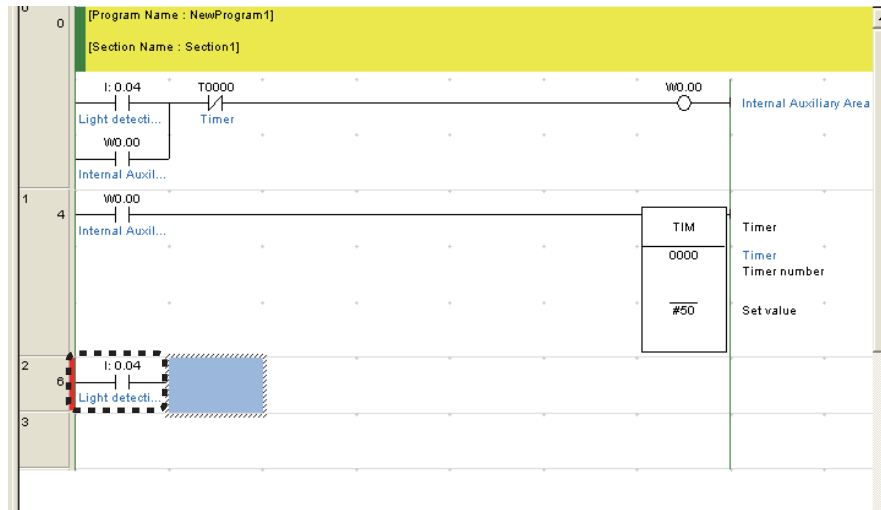 0
0
[Program Name : NewProgram1]
[Section Name : Section1]
I: 0.04 T0000 W0.00
Light detecti... Timer Internal Auxiliary Area
W0.00
Internal Auxil...
1
4
W0.00
Internal Auxil...
TIM Timer
0000 Timer
Timer number
#50 Set value
2
6
I: 0.04
Light detecti...
3